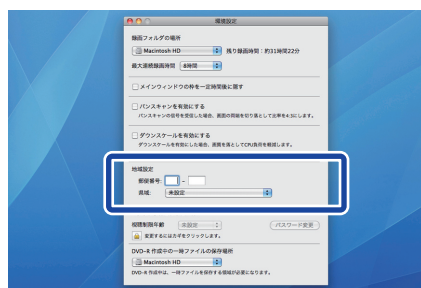 環境設定
録画フォルダの場所
Macintosh HD 残り録画時間：約31時間22分
最大連続録画時間 8時間
メインウィンドウの枠を一定時間後に隠す
パンスキャンを有効にする
パンスキャンの信号を受信した場合、画面の両端を切り落として比率を4:3にします。
ダウンスケールを有効にする
ダウンスケールを有効にした場合、画質を落としてCPU負荷を軽減します。
地域設定
郵便番号: -
県域: 未設定
視聴制限年齢 未設定 パスワード変更
変更するにはカギをクリックします。
DVD-R 作成中の一時ファイルの保存場所
Macintosh HD
DVD-R 作成中は、一時ファイルを保存する領域が必要になります。